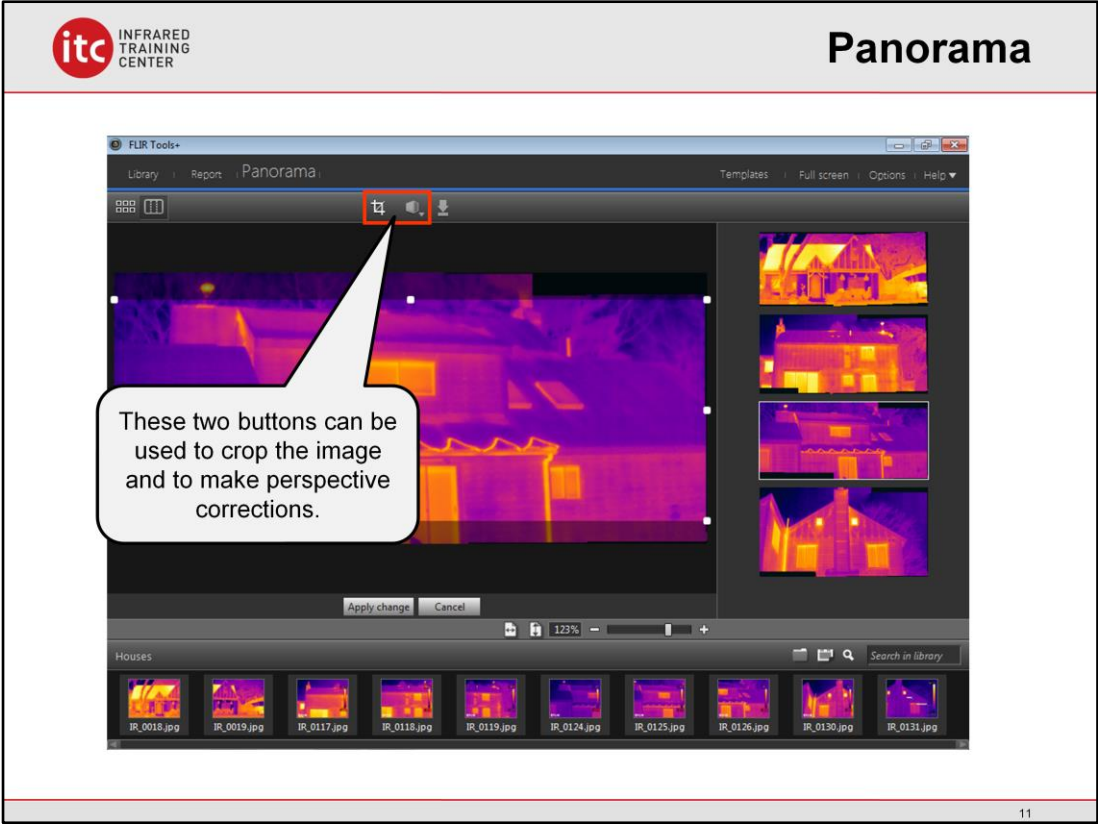 itc
INFRARED
TRAINING
CENTER
Panorama
FLIR Tools+
Library
Report
Panorama
Templates
Full screen
Options
Help
These two buttons can be
used to crop the image
and to make perspective
corrections.
Apply change
Cancel
123%
Houses
Search in library
IR_0018.jpg
IR_0019.jpg
IR_0117.jpg
IR_0118.jpg
IR_0119.jpg
IR_0124.jpg
IR_0125.jpg
IR_0126.jpg
IR_0130.jpg
IR_0131.jpg
11